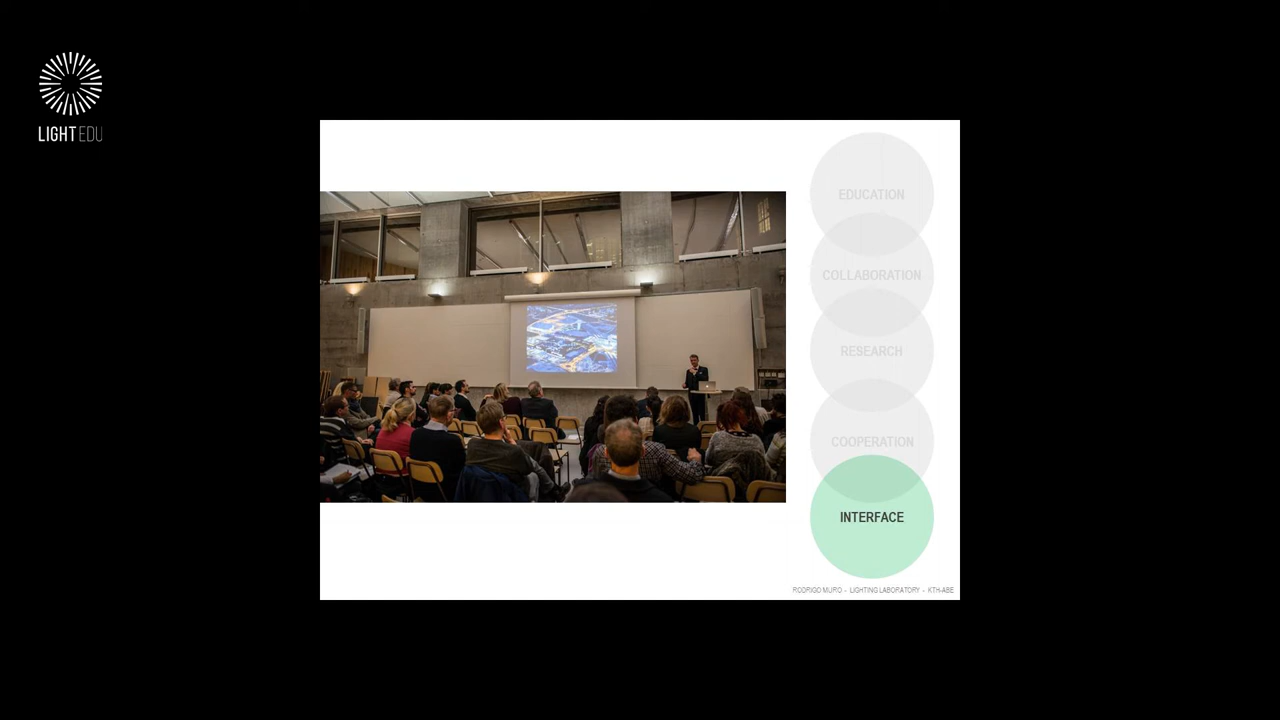 LIGHT EDU
EDUCATION
COLLABORATION
RESEARCH
COOPERATION
INTERFACE
RODRIGO MURO - LIGHTING LABORATORY - KTH-ABE